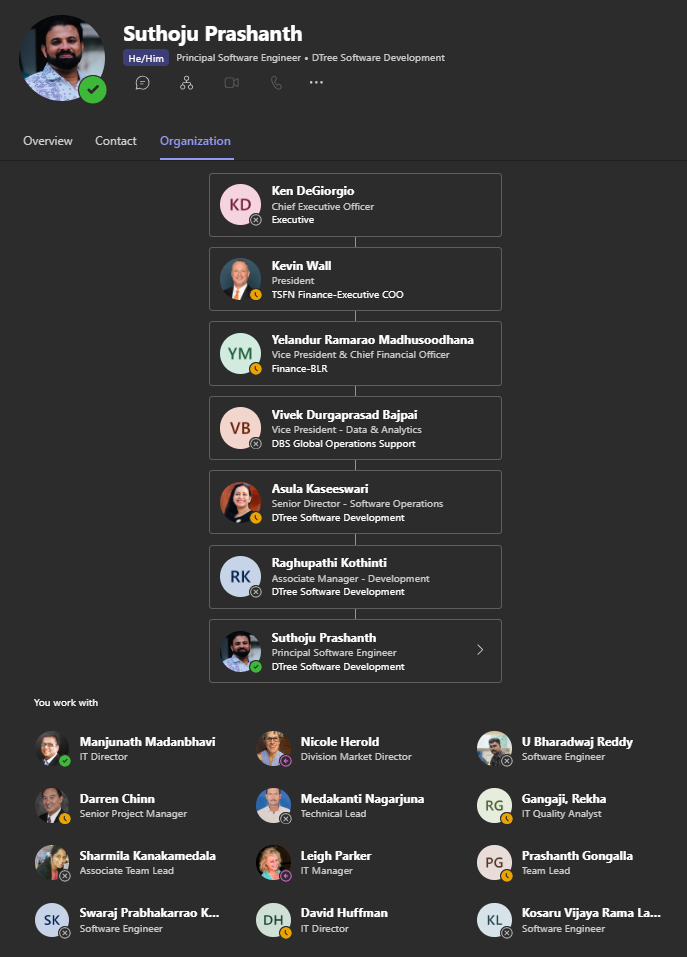 Suthoju Prashanth
He/Him Principal Software Engineer • DTree Software Development
Overview Contact Organization
KD
Ken DeGiorgio
Chief Executive Officer
Executive
Kevin Wall
President
TSFN Finance-Executive COO
YM
Yelandur Ramarao Madhusoodhana
Vice President & Chief Financial Officer
Finance-BLR
VB
Vivek Durgaprasad Bajpai
Vice President - Data & Analytics
DBS Global Operations Support
Asula Kaseeswari
Senior Director - Software Operations
DTree Software Development
RK
Raghupathi Kothinti
Associate Manager - Development
DTree Software Development
Suthoju Prashanth
Principal Software Engineer
DTree Software Development
You work with
Manjunath Madanbhavi
IT Director
Nicole Herold
Division Market Director
U Bharadwaj Reddy
Software Engineer
Darren Chinn
Senior Project Manager
Medakanti Nagarjuna
Technical Lead
RG
Gangaji, Rekha
IT Quality Analyst
Sharmila Kanakamedala
Associate Team Lead
Leigh Parker
IT Manager
PG
Prashanth Gongalla
Team Lead
SK
Swaraj Prabhakarrao K...
Software Engineer
DH
David Huffman
IT Director
KL
Kosaru Vijaya Rama La...
Software Engineer